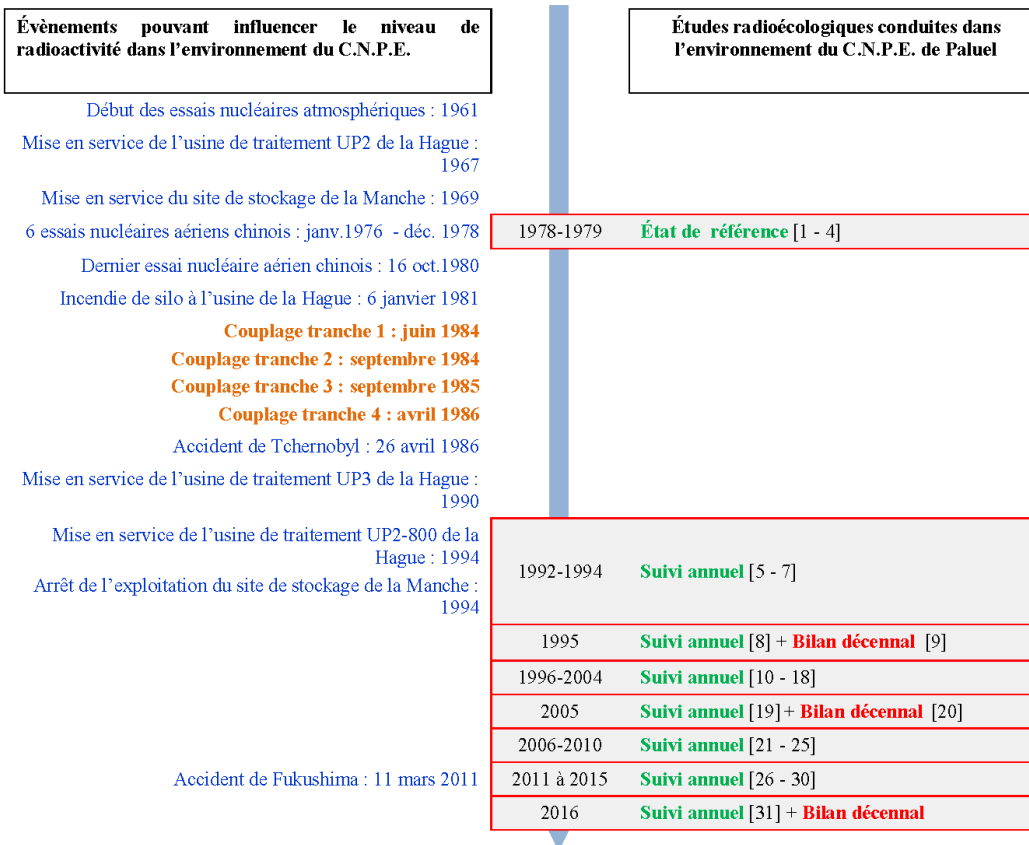 Évènements pouvant influencer le niveau de
radioactivité dans l'environnement du C.N.P.E.
Études radioécologiques conduites dans
l'environnement du C.N.P.E. de Paluel
Début des essais nucléaires atmosphériques : 1961
Mise en service de l'usine de traitement UP2 de la Hague :
1967
Mise en service du site de stockage de la Manche : 1969
6 essais nucléaires aériens chinois : janv.1976 - déc. 1978
1978-1979 État de référence [1 - 4]
Dernier essai nucléaire aérien chinois : 16 oct.1980
Incendie de silo à l'usine de la Hague : 6 janvier 1981
Couplage tranche 1 : juin 1984
Couplage tranche 2 : septembre 1984
Couplage tranche 3 : septembre 1985
Couplage tranche 4 : avril 1986
Accident de Tchernobyl : 26 avril 1986
Mise en service de l'usine de traitement UP3 de la Hague :
1990
Mise en service de l'usine de traitement UP2-800 de la
Hague : 1994
Arrêt de l'exploitation du site de stockage de la Manche :
1994
1992-1994 Suivi annuel [5 - 7]
1995 Suivi annuel [8] + Bilan décennal [9]
1996-2004 Suivi annuel [10 - 18]
2005 Suivi annuel [19] + Bilan décennal [20]
2006-2010 Suivi annuel [21 - 25]
Accident de Fukushima : 11 mars 2011
2011 à 2015 Suivi annuel [26 - 30]
2016 Suivi annuel [31] + Bilan décennal